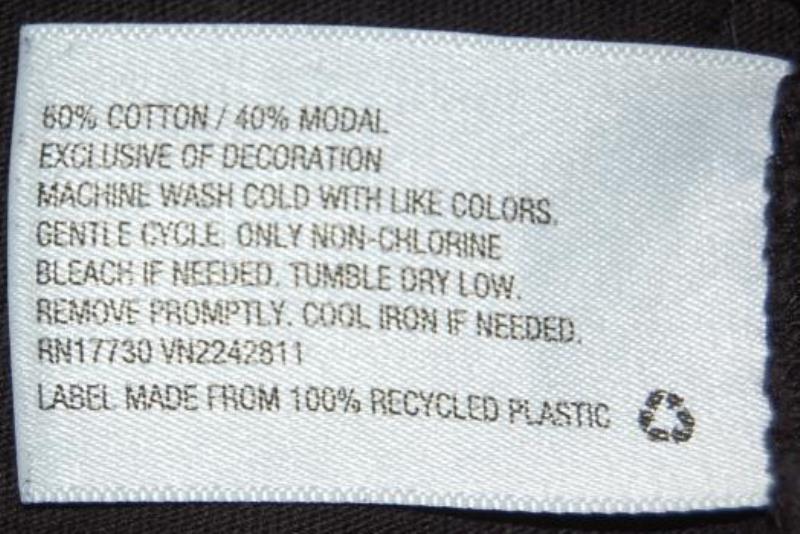 60% COTTON / 40% MODAL
EXCLUSIVE OF DECORATION
MACHINE WASH COLD WITH LIKE COLORS.
GENTLE CYCLE. ONLY NON-CHLORINE
BLEACH IF NEEDED. TUMBLE DRY LOW.
REMOVE PROMPTLY. COOL IRON IF NEEDED.
RN17730 VN2242811
LABEL MADE FROM 100% RECYCLED PLASTIC